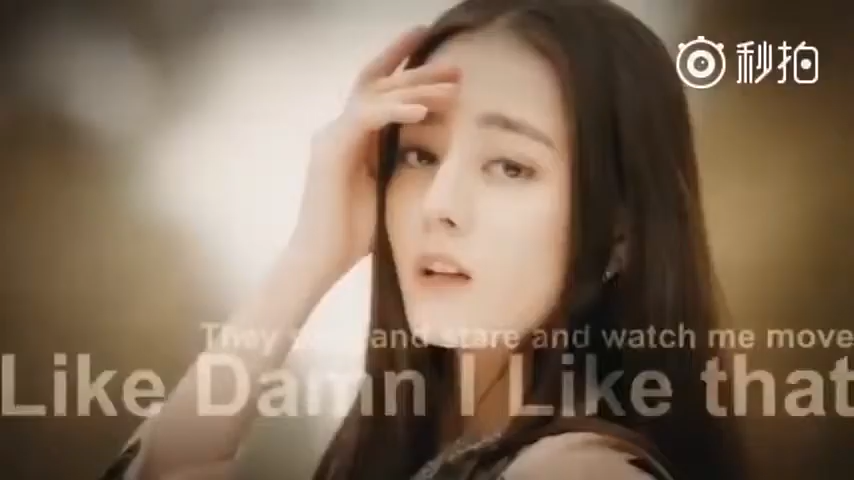 秒拍
They and stare and watch me move
Like Damn I Like that